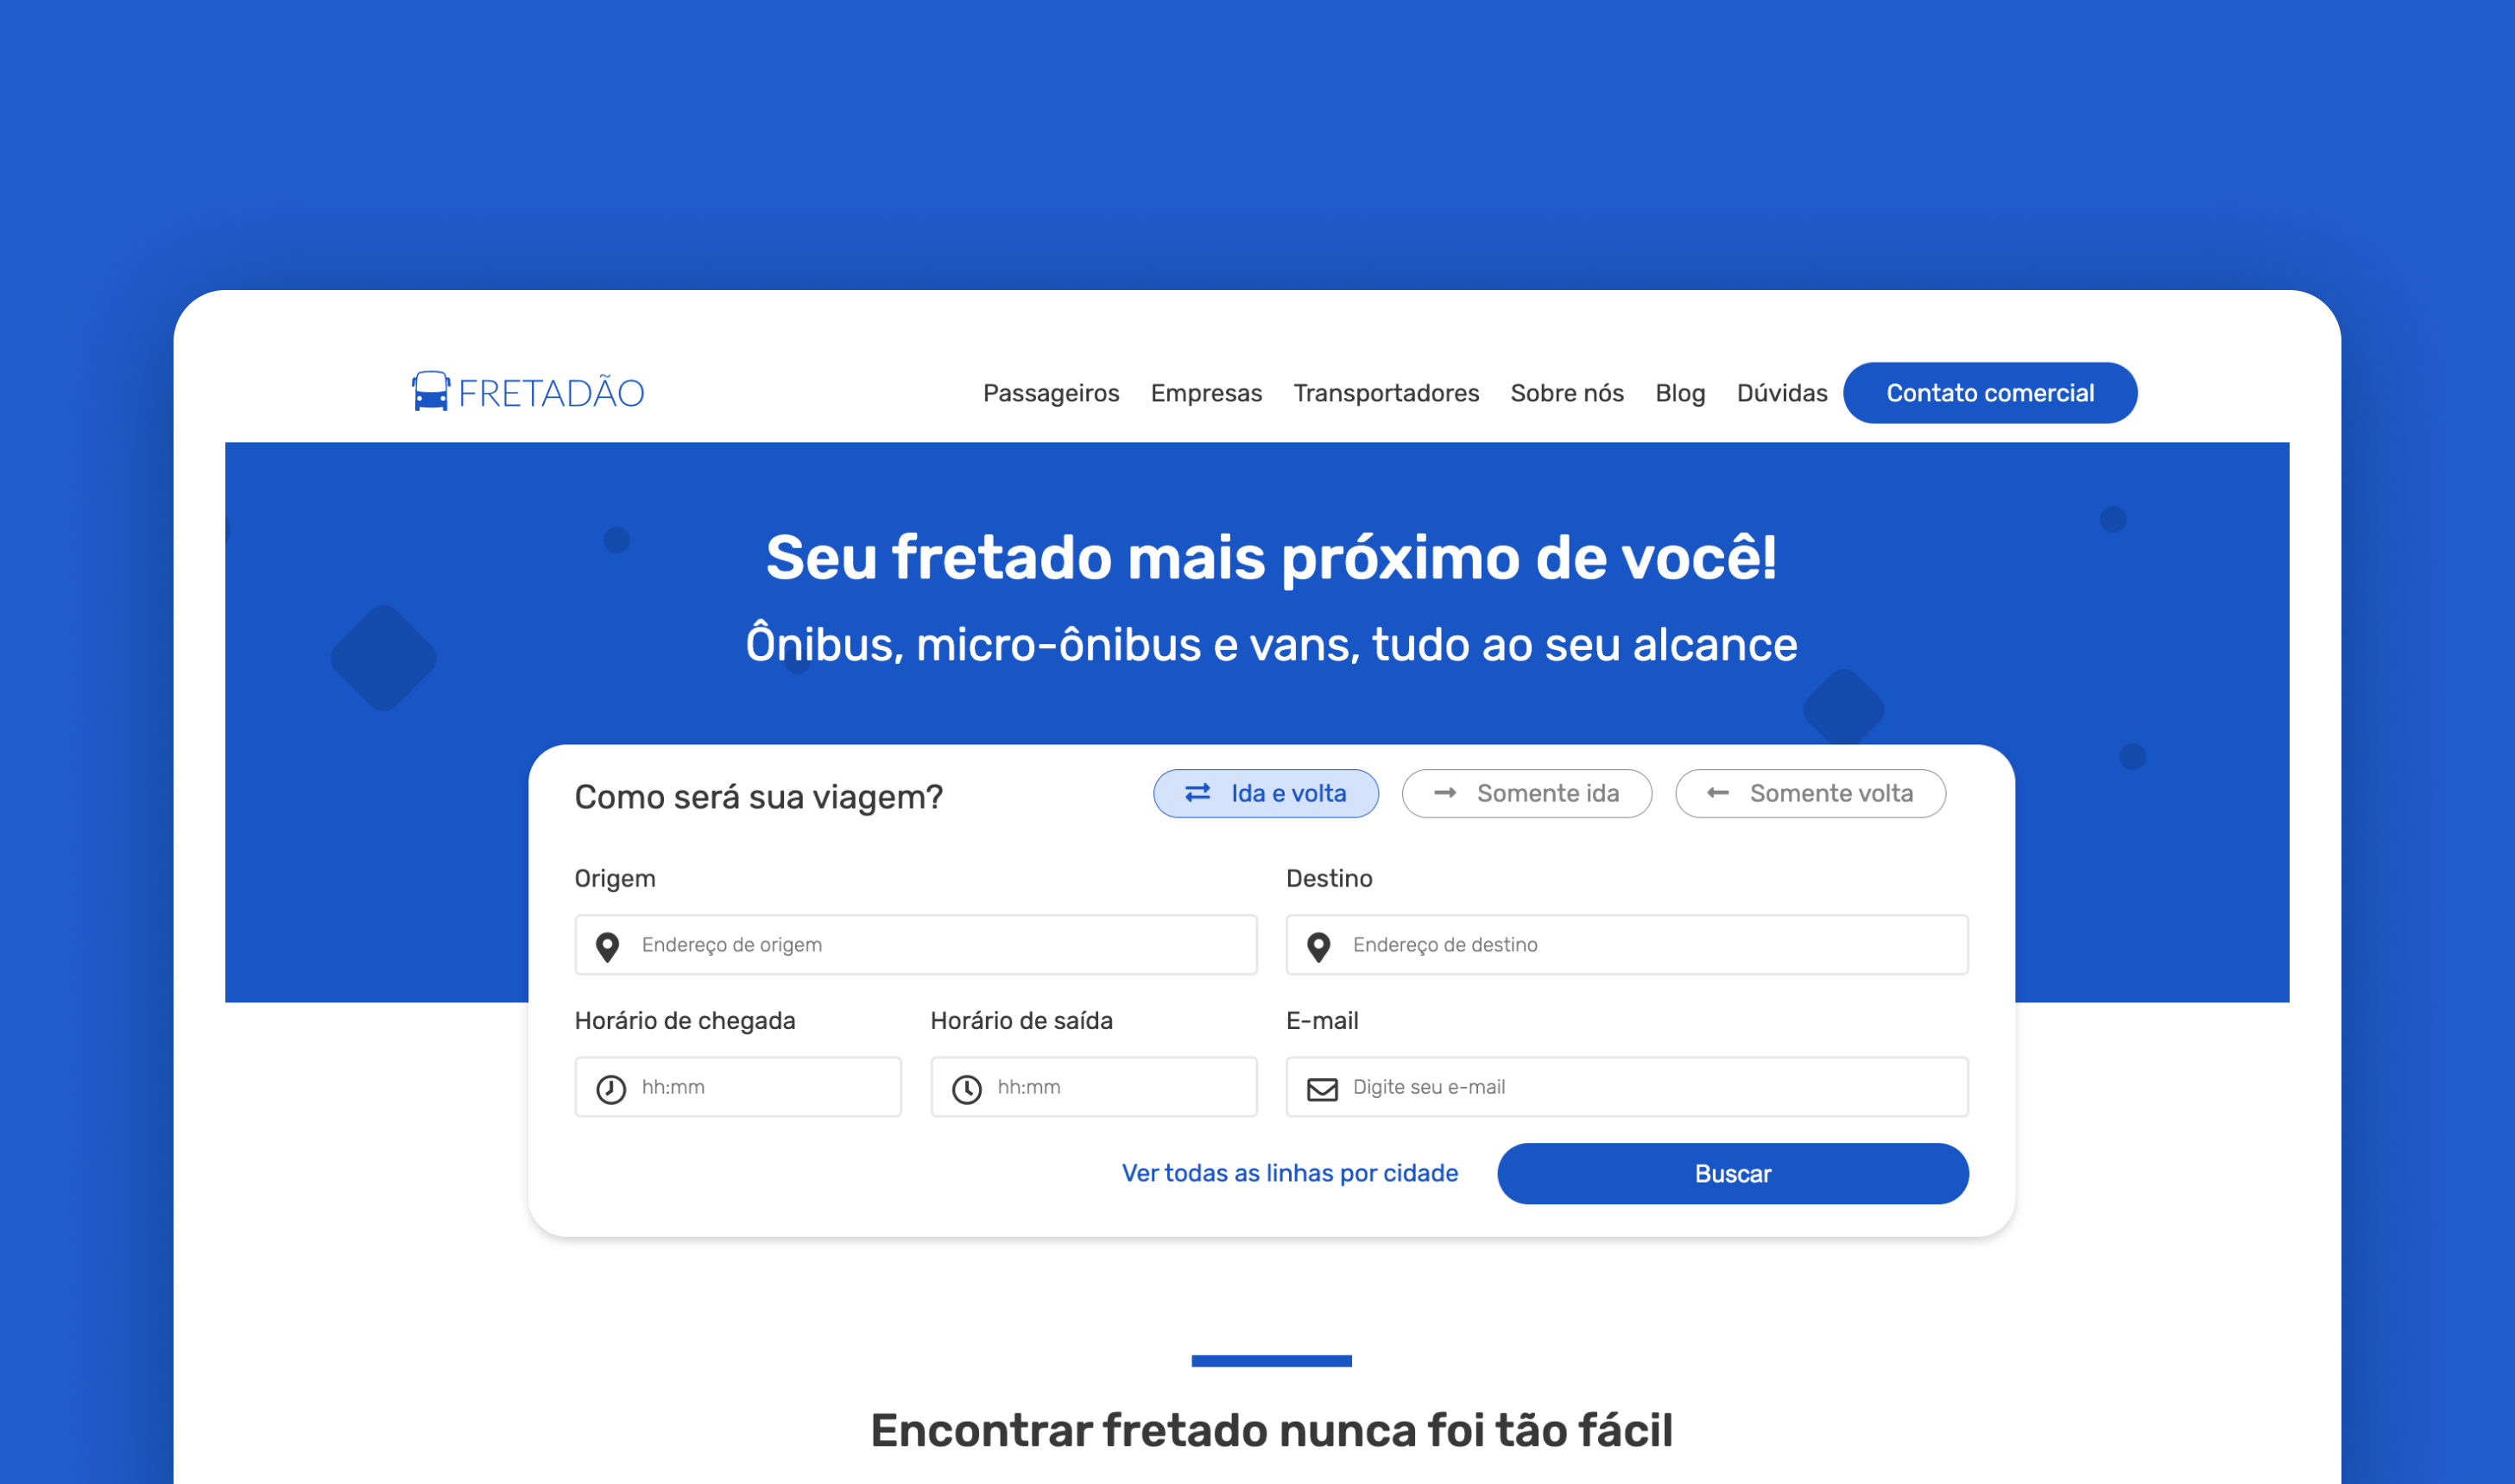 FRETADÃO
Passageiros Empresas Transportadores Sobre nós Blog Dúvidas Contato comercial
Seu fretado mais próximo de você!
Ônibus, micro-ônibus e vans, tudo ao seu alcance
Como será sua viagem? Ida e volta Somente ida Somente volta
Origem Destino
Endereço de origem Endereço de destino
Horário de chegada Horário de saída E-mail
hh:mm hh:mm Digite seu e-mail
Ver todas as linhas por cidade Buscar
Encontrar fretado nunca foi tão fácil